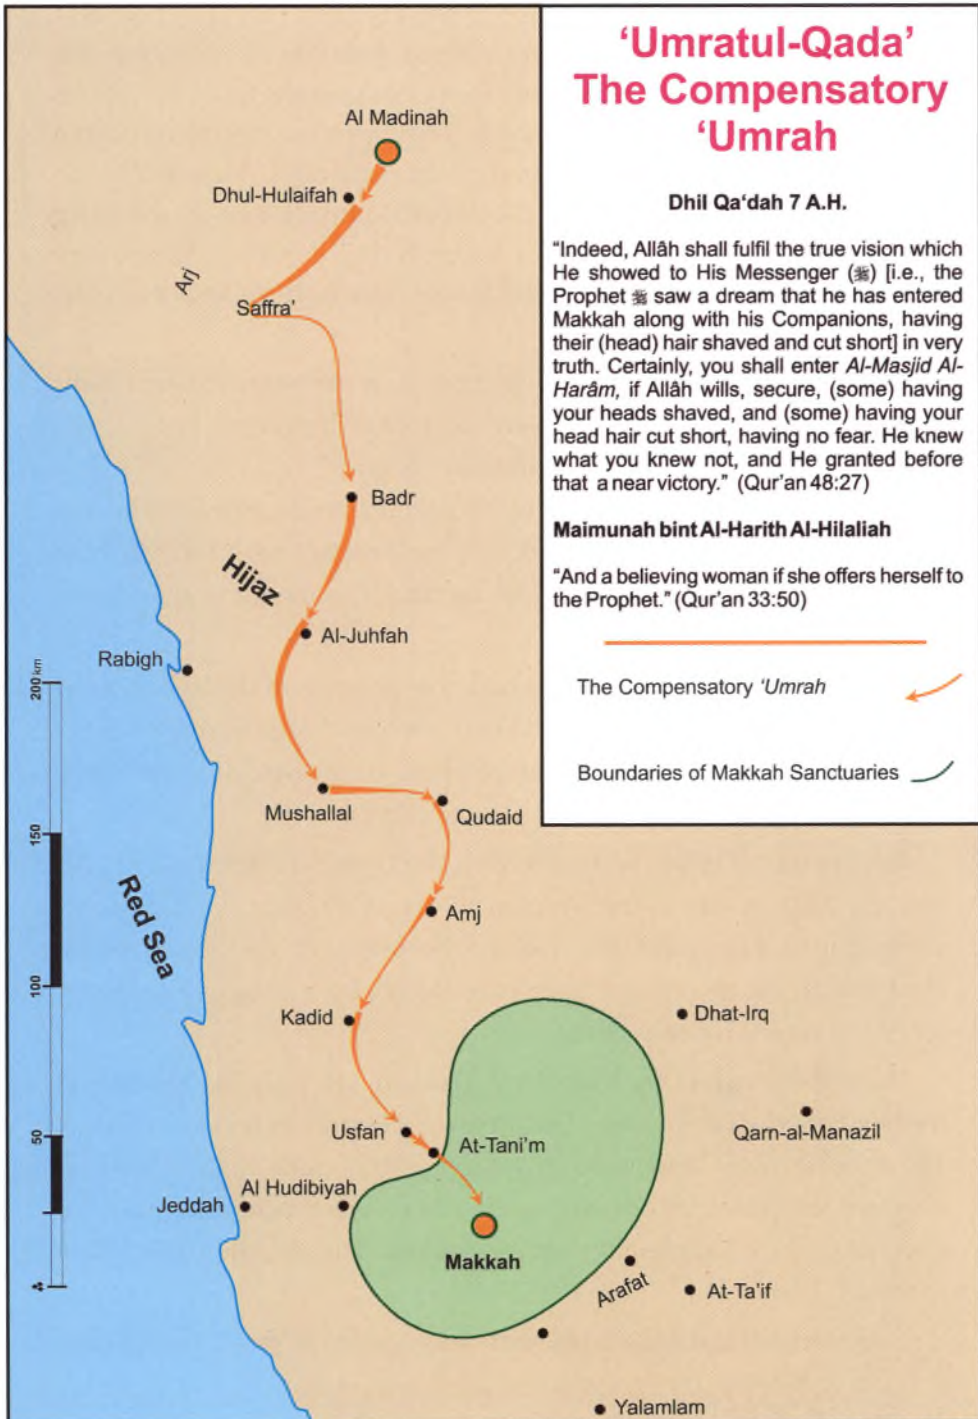 ‘Umratul-Qada’
The Compensatory
‘Umrah
Dhil Qa‘dah 7 A.H.
“Indeed, Allâh shall fulfil the true vision which
He showed to His Messenger (ﷺ) [i.e., the
Prophet ﷺ saw a dream that he has entered
Makkah along with his Companions, having
their (head) hair shaved and cut short] in very
truth. Certainly, you shall enter Al-Masjid Al-
Harâm, if Allâh wills, secure, (some) having
your heads shaved, and (some) having your
head hair cut short, having no fear. He knew
what you knew not, and He granted before
that a near victory.” (Qur’an 48:27)
Maimunah bint Al-Harith Al-Hilaliah
“And a believing woman if she offers herself to
the Prophet.” (Qur’an 33:50)
The Compensatory ‘Umrah
Boundaries of Makkah Sanctuaries
Al Madinah
Dhul-Hulaifah
Arj
Saffra’
Badr
Hijaz
Al-Juhfah
Rabigh
200 km
Mushallal
Qudaid
150
Red Sea
Amj
100
Kadid
Dhat-Irq
50
Usfan
At-Tani’m
Qarn-al-Manazil
Al Hudibiyah
Jeddah
Makkah
Arafat
At-Ta’if
Yalamlam